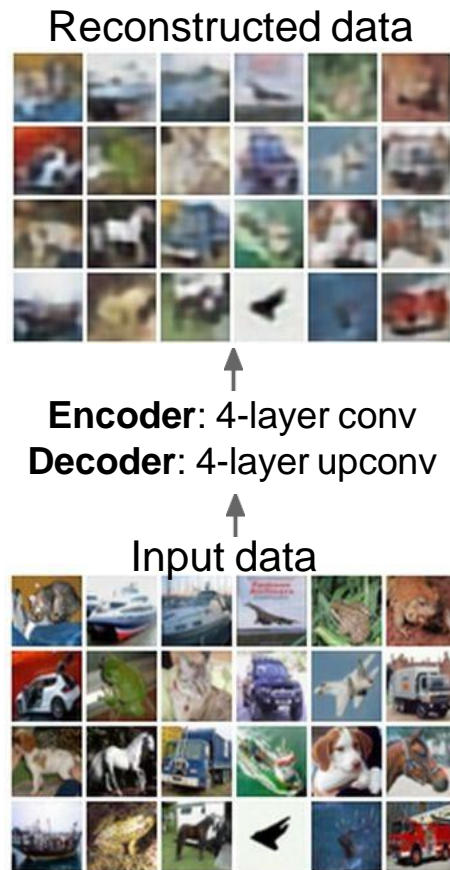 Reconstructed data
Encoder: 4-layer conv
Decoder: 4-layer upconv
Input data